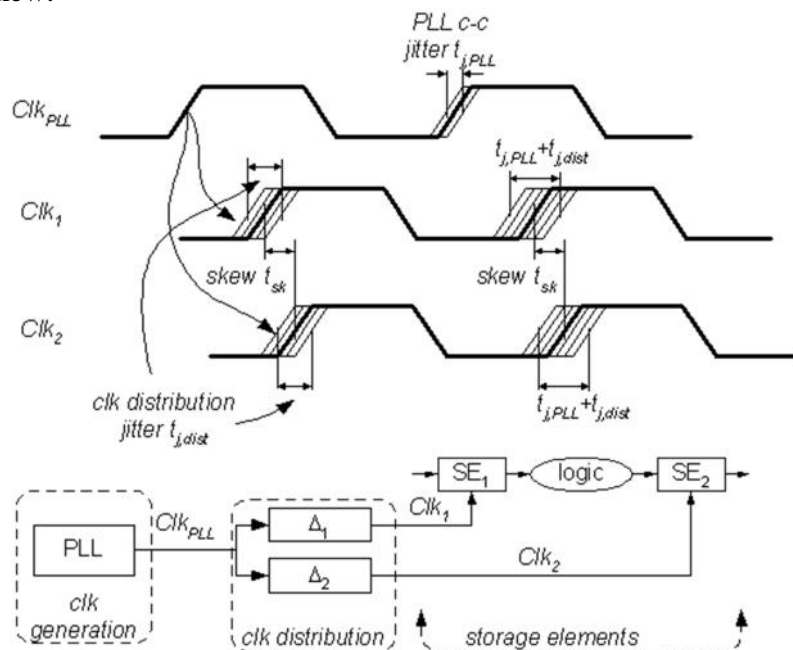 PLL c-c
jitter t_j,PLL
Clk_PLL
t_j,PLL+t_j,dist
Clk_1
skew t_sk
skew t_sk
Clk_2
clk distribution
jitter t_j,dist
t_j,PLL+t_j,dist
SE_1
logic
SE_2
Clk_PLL
Δ_1
Clk_1
PLL
Δ_2
Clk_2
clk
generation
clk distribution
storage elements